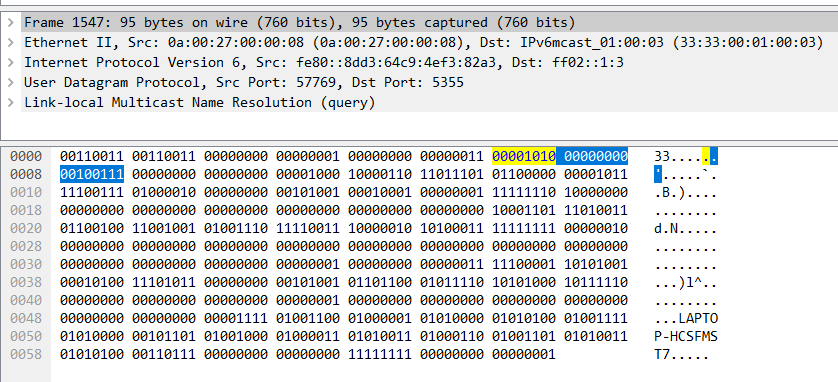 Frame 1547: 95 bytes on wire (760 bits), 95 bytes captured (760 bits)
Ethernet II, Src: 0a:00:27:00:00:08 (0a:00:27:00:00:08), Dst: IPv6mcast_01:00:03 (33:33:00:01:00:03)
Internet Protocol Version 6, Src: fe80::8dd3:64c9:4ef3:82a3, Dst: ff02::1:3
User Datagram Protocol, Src Port: 57769, Dst Port: 5355
Link-local Multicast Name Resolution (query)
0000 00110011 00110011 00000000 00000001 00000000 00000011 00001010 00000000 33......
0008 00100111 00000000 00000000 00001000 10000110 11011101 01100000 00001011 '.....`.
0010 11100111 01000010 00000000 00101001 00010001 00000001 11111110 10000000 .B.)....
0018 00000000 00000000 00000000 00000000 00000000 00000000 10001101 11010011 ........
0020 01100100 11001001 01001110 11110011 10000010 10100011 11111111 00000010 d.N.....
0028 00000000 00000000 00000000 00000000 00000000 00000000 00000000 00000000 ........
0030 00000000 00000000 00000000 00000001 00000000 00000011 11100001 10101001 ........
0038 00010100 11101011 00000000 00101001 01101100 01011110 10101000 10111110 ...)l^..
0040 00000000 00000000 00000000 00000001 00000000 00000000 00000000 00000000 ........
0048 00000000 00000000 00001111 01001100 01000001 01010000 01010100 01001111 ...LAPTO
0050 01010000 00101101 01001000 01000011 01010011 01000110 01001101 01010011 P-HCSFMS
0058 01010100 00110111 00000000 00000000 11111111 00000000 00000001 T7.....